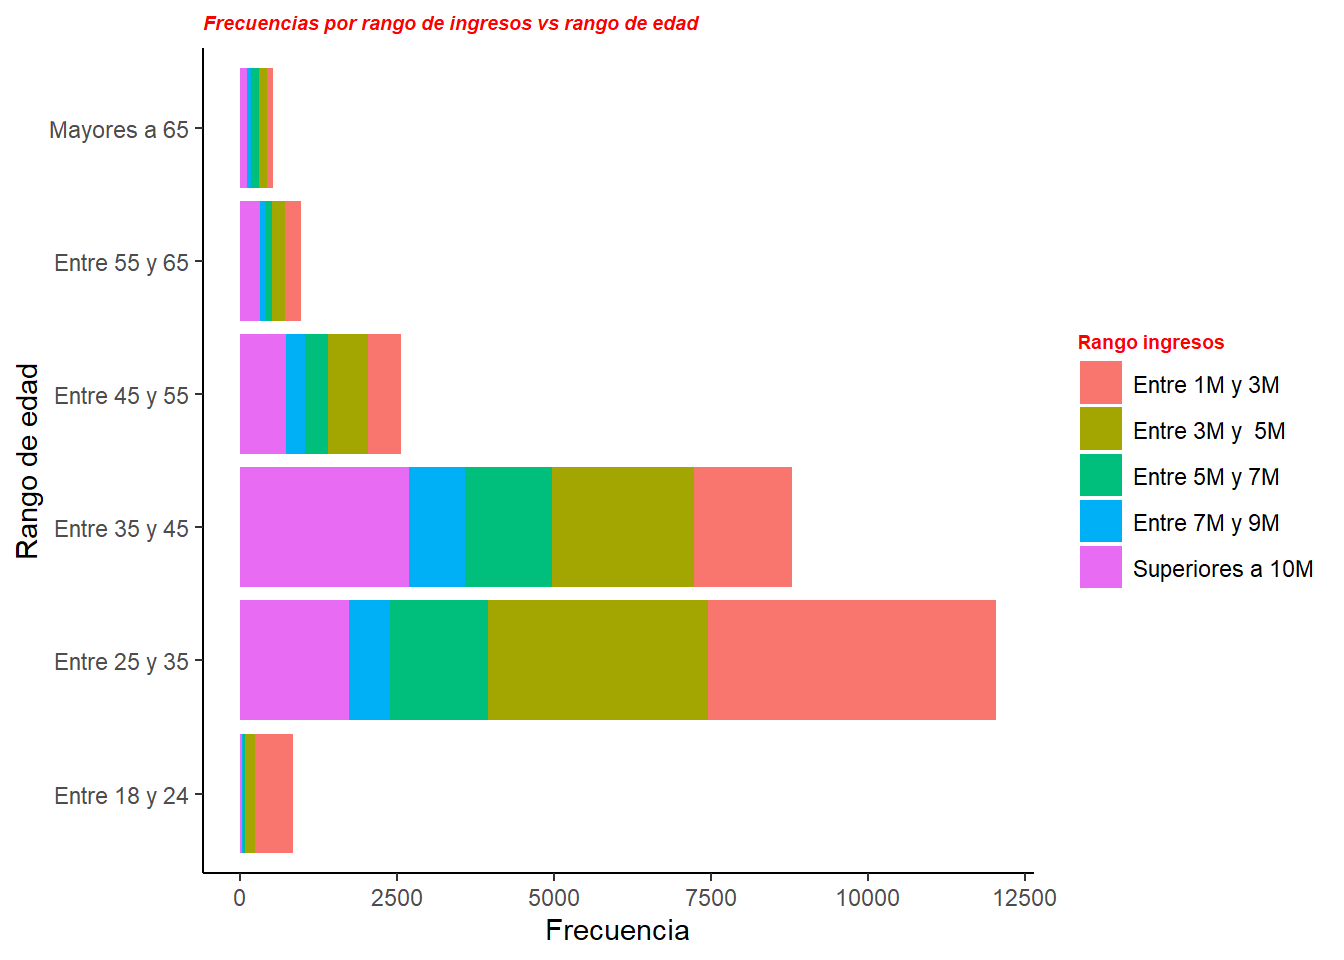 Frecuencias por rango de ingresos vs rango de edad
Mayores a 65
Entre 55 y 65
Entre 45 y 55
Entre 35 y 45
Entre 25 y 35
Entre 18 y 24
Rango de edad
0 2500 5000 7500 10000 12500
Frecuencia
Rango ingresos
Entre 1M y 3M
Entre 3M y  5M
Entre 5M y 7M
Entre 7M y 9M
Superiores a 10M